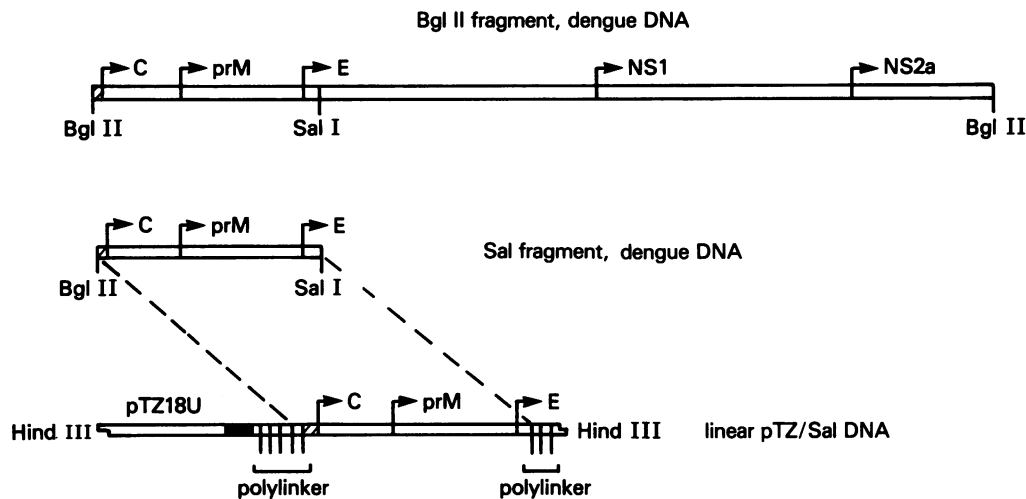 Bgl II fragment, dengue DNA
C prM E NS1 NS2a
Bgl II Sal I Bgl II
C prM E
Sal fragment, dengue DNA
Bgl II Sal I
pTZ18U C prM E
Hind III Hind III linear pTZ/Sal DNA
polylinker polylinker